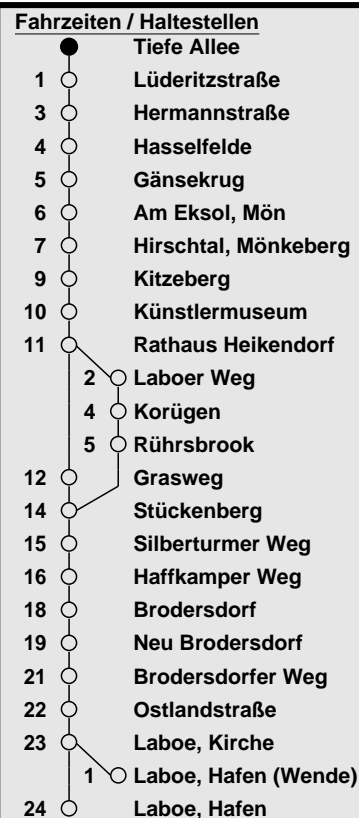 Fahrzeiten / Haltestellen
Tiefe Allee
1 Lüderitzstraße
3 Hermannstraße
4 Hasselfelde
5 Gänsekrug
6 Am Eksol, Mön
7 Hirschtal, Mönkeberg
9 Kitzeberg
10 Künstlermuseum
11 Rathaus Heikendorf
2 Laboer Weg
4 Korügen
5 Rührsbrook
12 Grasweg
14 Stückenberg
15 Silberturmer Weg
16 Haffkamper Weg
18 Brodersdorf
19 Neu Brodersdorf
21 Brodersdorfer Weg
22 Ostlandstraße
23 Laboe, Kirche
1 Laboe, Hafen (Wende)
24 Laboe, Hafen